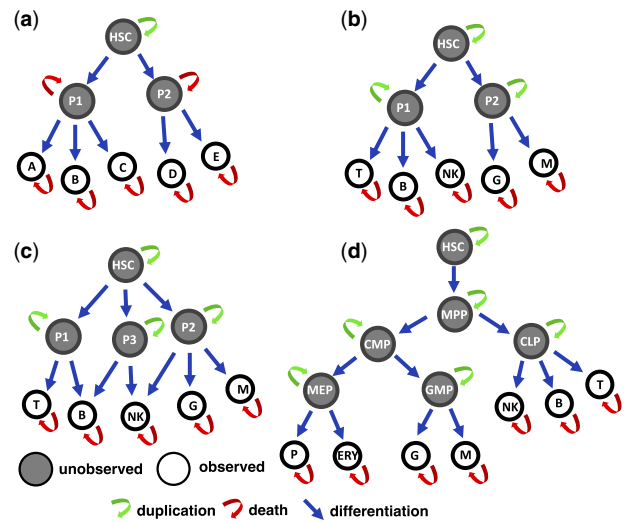 (a)
HSC
P1
P2
A
B
C
D
E
(b)
HSC
P1
P2
T
B
NK
G
M
(c)
HSC
P1
P3
P2
T
B
NK
G
M
(d)
HSC
MPP
CMP
CLP
MEP
GMP
P
ERY
G
M
NK
B
T
unobserved
observed
duplication
death
differentiation